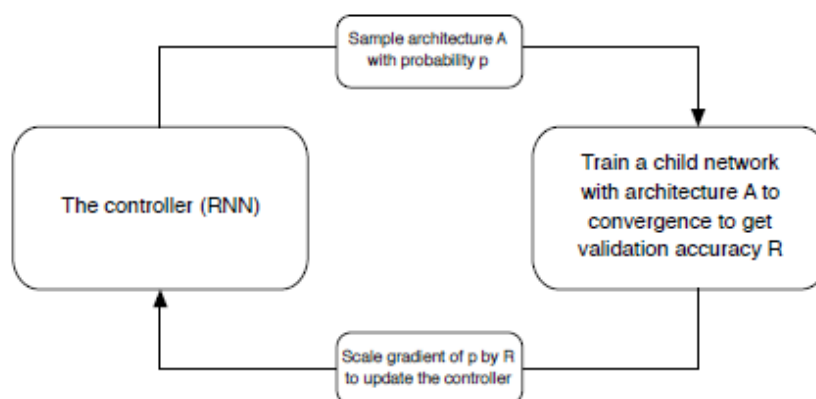 Sample architecture A
with probability p
The controller (RNN)
Train a child network
with architecture A to
convergence to get
validation accuracy R
Scale gradient of p by R
to update the controller